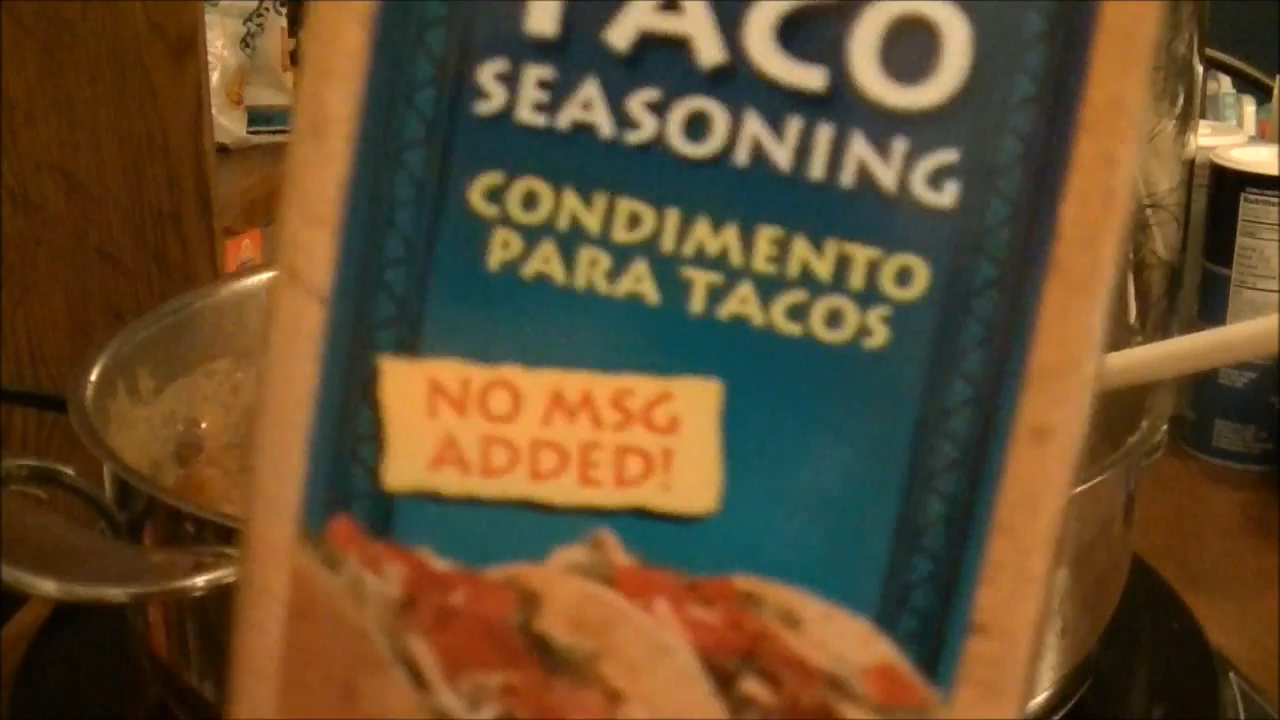 TACO
SEASONING
CONDIMENTO
PARA TACOS
NO MSG
ADDED!